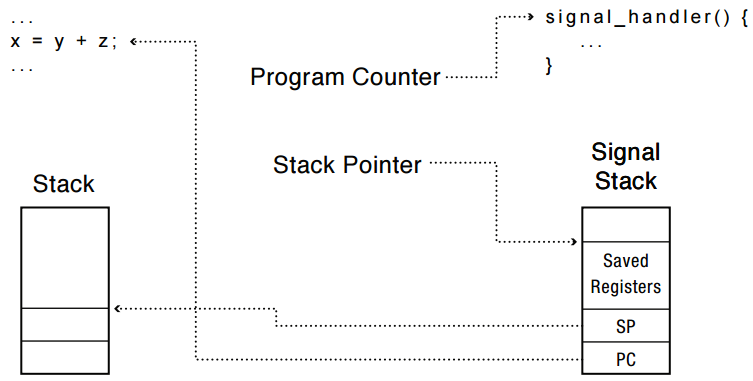 ...
x = y + z;
...
signal_handler() {
...
}
Program Counter
Stack Pointer
Stack
Signal
Stack
Saved
Registers
SP
PC